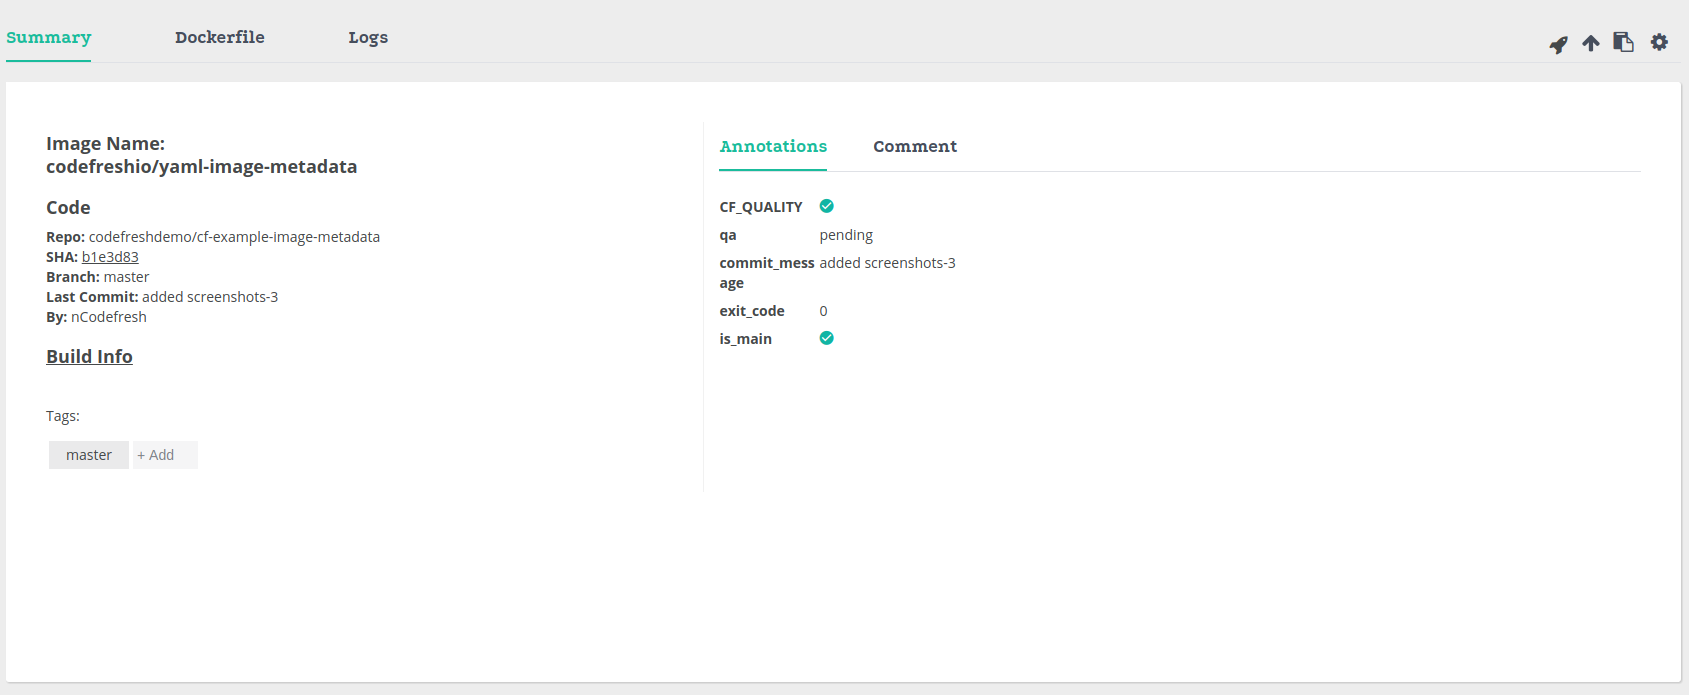 Summary
Dockerfile
Logs
Image Name:
codefreshio/yaml-image-metadata
Code
Repo: codefreshdemo/cf-example-image-metadata
SHA: b1e3d83
Branch: master
Last Commit: added screenshots-3
By: nCodefresh
Build Info
Tags:
master
+ Add
Annotations
Comment
CF_QUALITY
qa pending
commit_mess added screenshots-3
age
exit_code 0
is_main